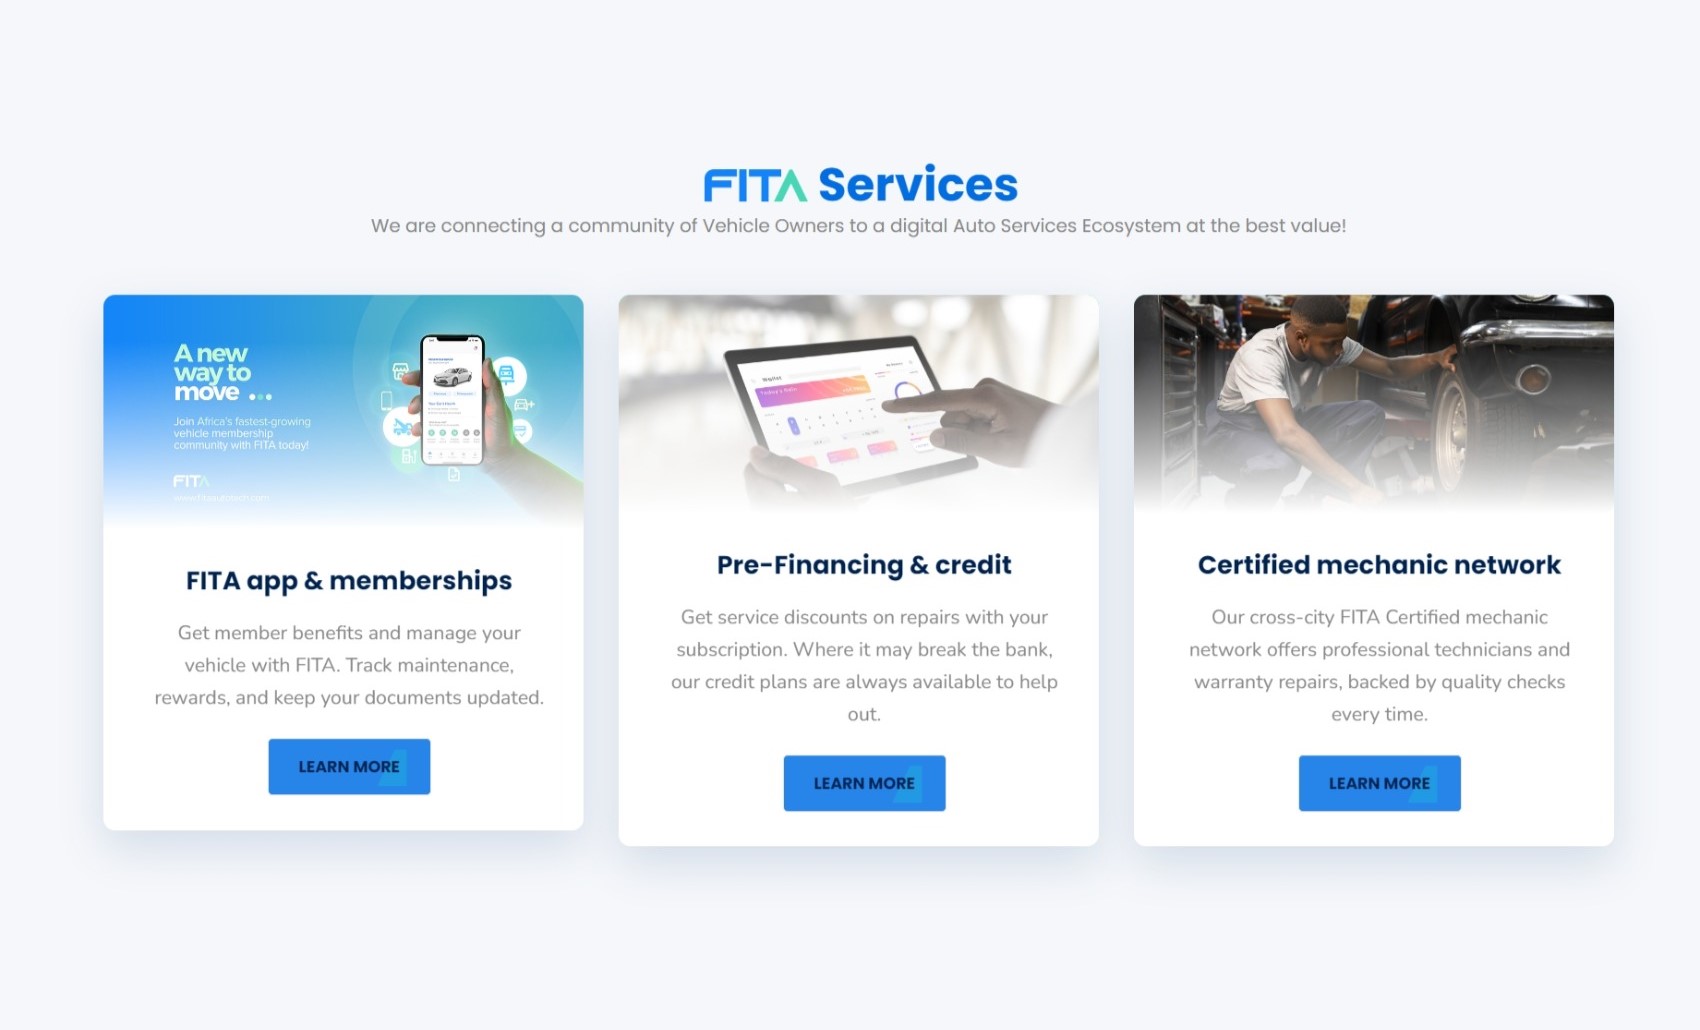 FITA Services
We are connecting a community of Vehicle Owners to a digital Auto Services Ecosystem at the best value!
A new
way to
move ...
Join Africa's fastest-growing
vehicle membership
community with FITA today!
FITA
FITA app & memberships
Get member benefits and manage your
vehicle with FITA. Track maintenance,
rewards, and keep your documents updated.
LEARN MORE
Pre-Financing & credit
Get service discounts on repairs with your
subscription. Where it may break the bank,
our credit plans are always available to help
out.
LEARN MORE
Certified mechanic network
Our cross-city FITA Certified mechanic
network offers professional technicians and
warranty repairs, backed by quality checks
every time.
LEARN MORE